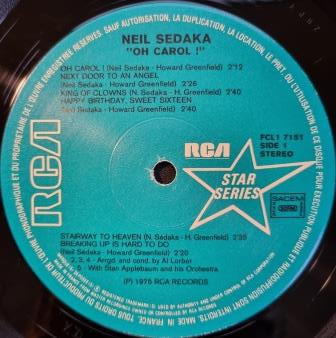 NEIL SEDAKA
"OH CAROL !"
OH CAROL ! (Neil Sedaka - Howard Greenfield) 2'12
NEXT DOOR TO AN ANGEL
(Neil Sedaka - Howard Greenfield) 2'26
KING OF CLOWNS (N. Sedaka - H. Greenfield) 2'40
HAPPY BIRTHDAY, SWEET SIXTEEN
Neil Sedaka - Howard Greenfield) 2'40
RCA
RCA
STAR
SERIES
FCL1 7151
SIDE 1
STEREO
SACEM
STAIRWAY TO HEAVEN (N. Sedaka - H. Greenfield) 2'35
BREAKING UP IS HARD TO DO
(Neil Sedaka - Howard Greenfield) 2'20
2, 3, 4 - Arrgd and cond. by Al Lorber
5 - With Stan Applebaum and his Orchestra
(P) 1975 RCA RECORDS
TOUS DROITS DU PRODUCTEUR PHONOGRAPHIQUE ET DU PROPRIETAIRE DE L'ŒUVRE ENREGISTREE RESERVES. SAUF AUTORISATION, LA DUPLICATION, LA LOCATION, LE PRET, OU L'UTILISATION DE CE DISQUE POUR EXECUTION PUBLIQUE ET RADIODIFFUSION SONT INTERDITS. MADE IN FRANCE